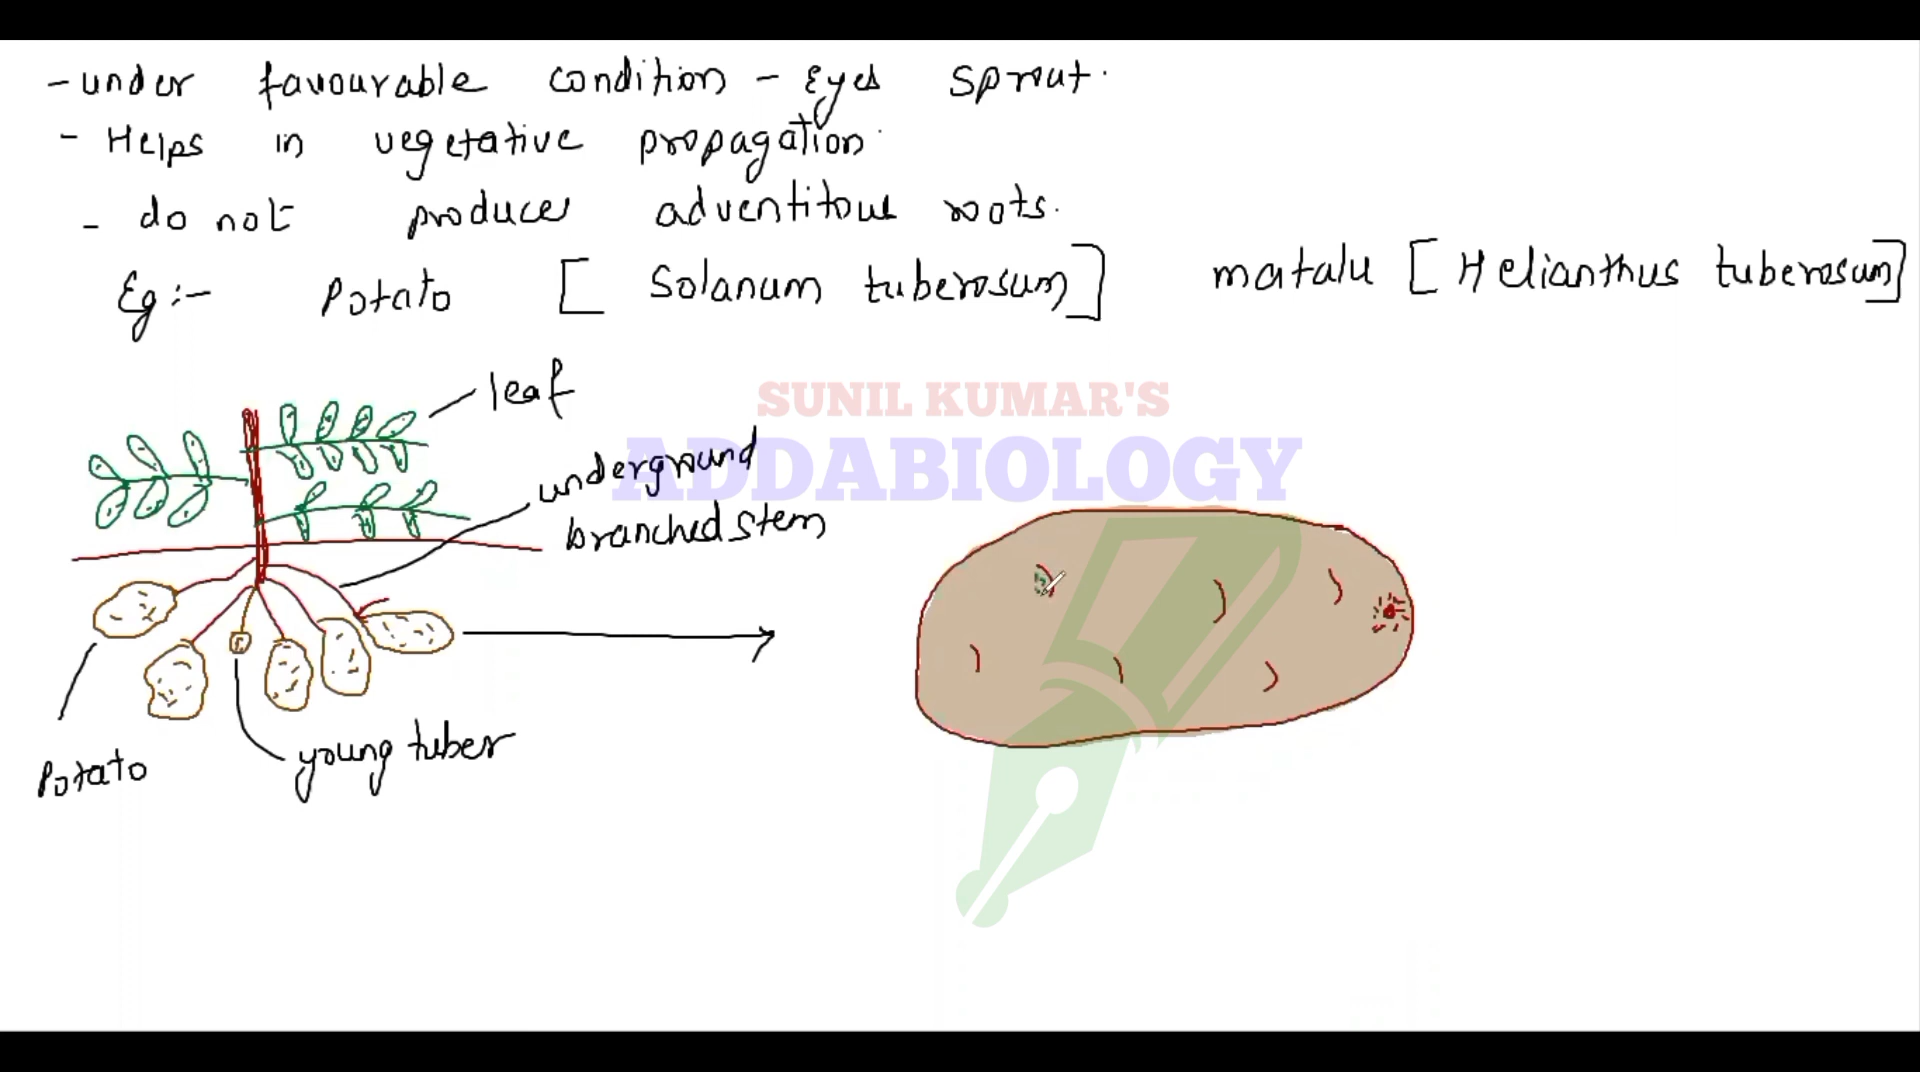 - under favourable condition - Eyes sprout.
- Helps in vegetative propagation.
- do not produce adventitous roots.
Eg:- Potato [Solanum tuberosum] matalu [Helianthus tuberosum]
leaf
SUNIL KUMAR'S
ADDABIOLOGY
underground
branched stem
young tuber
Potato